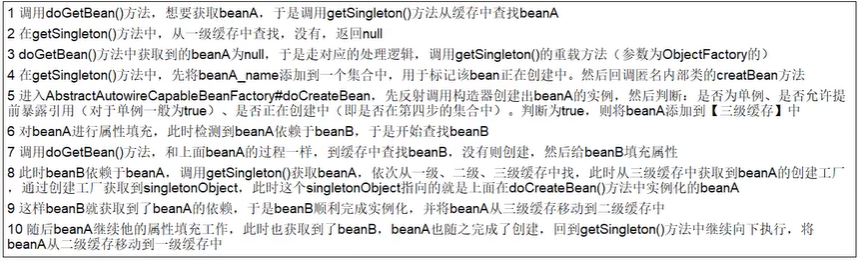 1 调用doGetBean()方法，想要获取beanA，于是调用getSingleton()方法从缓存中查找beanA
2 在getSingleton()方法中，从一级缓存中查找，没有，返回null
3 doGetBean()方法中获取到的beanA为null，于是走对应的处理逻辑，调用getSingleton()的重载方法（参数为ObjectFactory的）
4 在getSingleton()方法中，先将beanA_name添加到一个集合中，用于标记该bean正在创建中。然后回调匿名内部类的creatBean方法
5 进入AbstractAutowireCapableBeanFactory#doCreateBean，先反射调用构造器创建出beanA的实例，然后判断：是否为单例、是否允许提
前暴露引用（对于单例一般为true）、是否正在创建中（即是否在第四步的集合中）。判断为true，则将beanA添加到【三级缓存】中
6 对beanA进行属性填充，此时检测到beanA依赖于beanB，于是开始查找beanB
7 调用doGetBean()方法，和上面beanA的过程一样，到缓存中查找beanB，没有则创建，然后给beanB填充属性
8 此时beanB依赖于beanA，调用getSingleton()获取beanA，依次从一级、二级、三级缓存中找，此时从三级缓存中获取到beanA的创建工厂
，通过创建工厂获取到singletonObject，此时这个singletonObject指向的就是上面在doCreateBean()方法中实例化的beanA
9 这样beanB就获取到了beanA的依赖，于是beanB顺利完成实例化，并将beanA从三级缓存移动到二级缓存中
10 随后beanA继续他的属性填充工作，此时也获取到了beanB，beanA也随之完成了创建，回到getSingleton()方法中继续向下执行，将
beanA从二级缓存移动到一级缓存中